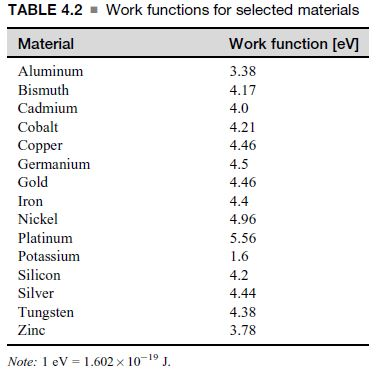 TABLE 4.2 ■ Work functions for selected materials
Material Work function [eV]
Aluminum 3.38
Bismuth 4.17
Cadmium 4.0
Cobalt 4.21
Copper 4.46
Germanium 4.5
Gold 4.46
Iron 4.4
Nickel 4.96
Platinum 5.56
Potassium 1.6
Silicon 4.2
Silver 4.44
Tungsten 4.38
Zinc 3.78
Note: 1 eV = 1.602 × 10⁻¹⁹ J.